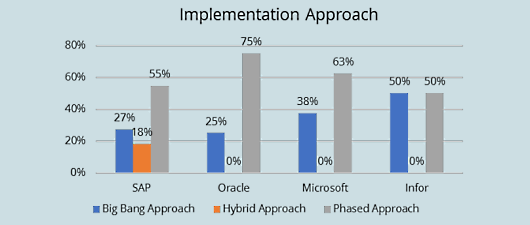 Implementation Approach
80%
75%
63%
60%
55%
50%
50%
40%
38%
27%
25%
20%
18%
0%
0%
0%
0%
SAP
Oracle
Microsoft
Infor
Big Bang Approach
Hybrid Approach
Phased Approach